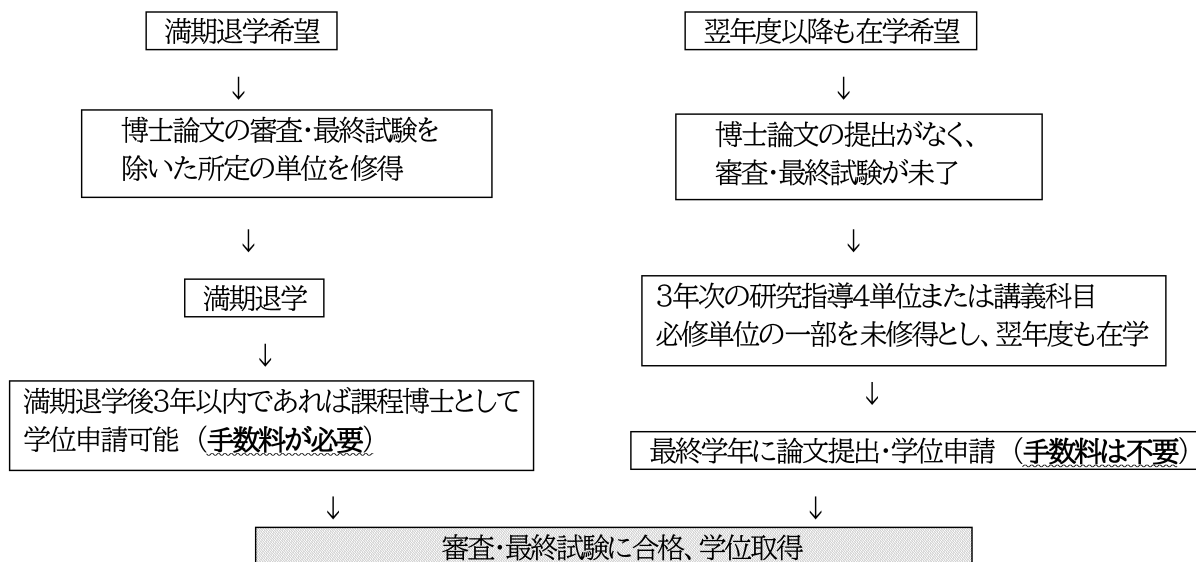 満期退学希望
↓
博士論文の審査・最終試験を
除いた所定の単位を修得
↓
満期退学
↓
満期退学後3年以内であれば課程博士として
学位申請可能 (手数料が必要)
↓
翌年度以降も在学希望
↓
博士論文の提出がなく、
審査・最終試験が未了
↓
3年次の研究指導4単位または講義科目
必修単位の一部を未修得とし、翌年度も在学
↓
最終学年に論文提出・学位申請 (手数料は不要)
↓
審査・最終試験に合格、学位取得